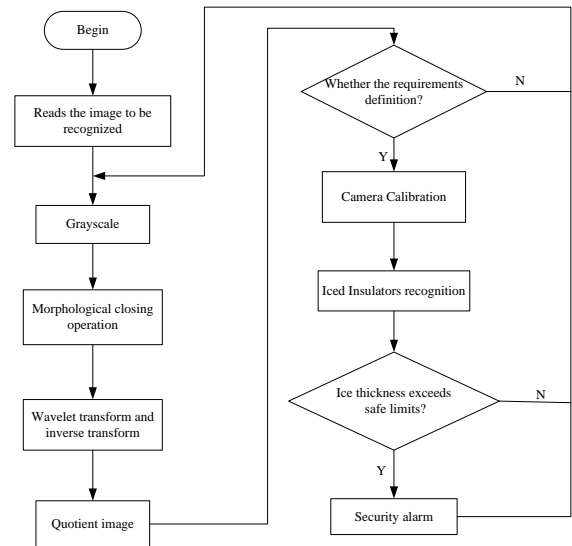 Begin
Reads the image to be
recognized
Grayscale
Morphological closing
operation
Wavelet transform and
inverse transform
Quotient image
Whether the requirements
definition?
N
Y
Camera Calibration
Iced Insulators recognition
Ice thickness exceeds
safe limits?
N
Y
Security alarm